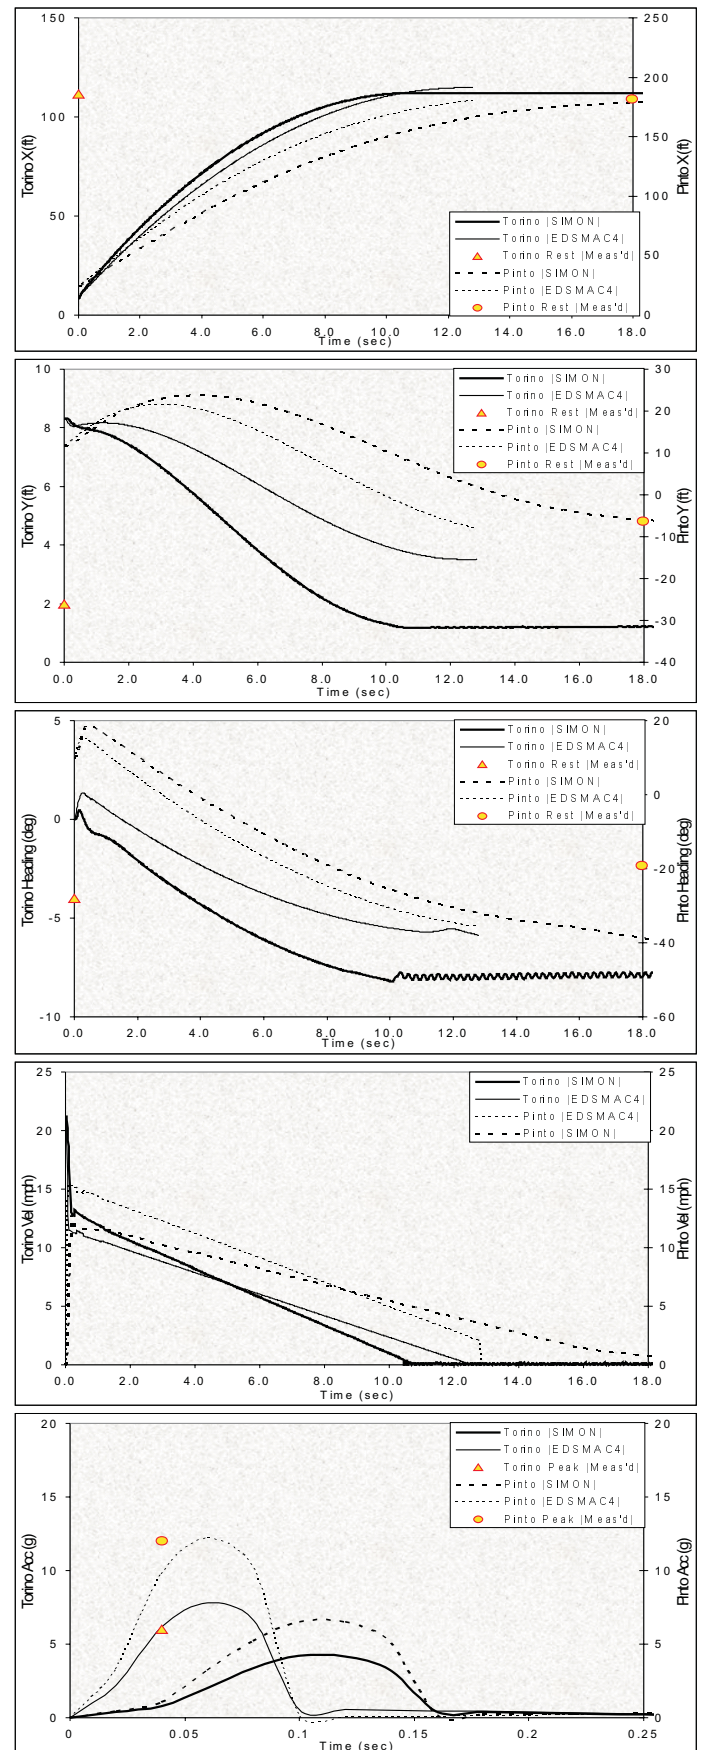 150
250
Torino |SIMON|
Torino |EDSMAC4|
Torino Rest |Meas'd|
Pinto |SIMON|
Pinto |EDSMAC4|
Pinto Rest |Meas'd|
Torino X (ft)
Pinto X (ft)
100
50
0
200
150
100
50
0
0.0 2.0 4.0 6.0 8.0 10.0 12.0 14.0 16.0 18.0
Time (sec)
10
30
Torino |SIMON|
Torino |EDSMAC4|
Torino Rest |Meas'd|
Pinto |SIMON|
Pinto |EDSMAC4|
Pinto Rest |Meas'd|
Torino Y (ft)
Pinto Y (ft)
8
6
4
2
0
20
10
0
-10
-20
-30
-40
0.0 2.0 4.0 6.0 8.0 10.0 12.0 14.0 16.0 18.0
Time (sec)
5
20
Torino |SIMON|
Torino |EDSMAC4|
Torino Rest |Meas'd|
Pinto |SIMON|
Pinto |EDSMAC4|
Pinto Rest |Meas'd|
Torino Heading (deg)
Pinto Heading (deg)
0
-5
-10
0
-20
-40
-60
0.0 2.0 4.0 6.0 8.0 10.0 12.0 14.0 16.0 18.0
Time (sec)
25
25
Torino |SIMON|
Torino |EDSMAC4|
Pinto |EDSMAC4|
Pinto |SIMON|
Torino Vel (mph)
Pinto Vel (mph)
20
15
10
5
0
20
15
10
5
0
0.0 2.0 4.0 6.0 8.0 10.0 12.0 14.0 16.0 18.0
Time (sec)
20
20
Torino |SIMON|
Torino |EDSMAC4|
Torino Peak |Meas'd|
Pinto |SIMON|
Pinto |EDSMAC4|
Pinto Peak |Meas'd|
Torino Acc (g)
Pinto Acc (g)
15
10
5
0
15
10
5
0
0 0.05 0.1 0.15 0.2 0.25
Time (sec)